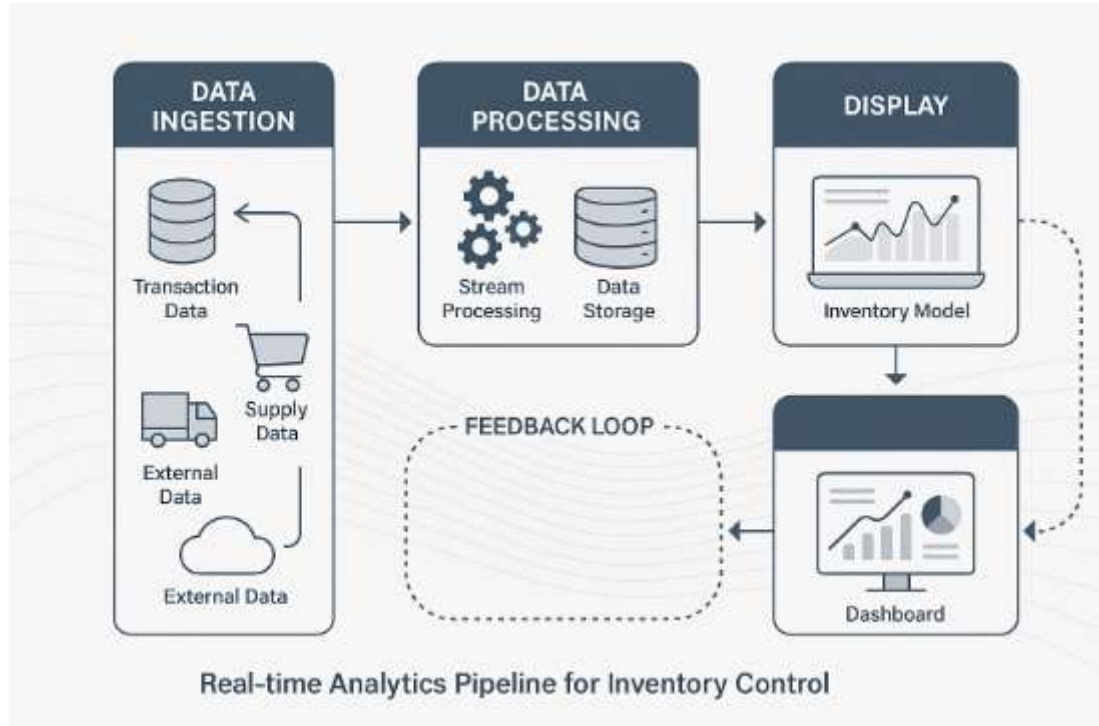 DATA
INGESTION
Transaction
Data
Supply
Data
External
Data
External Data
DATA
PROCESSING
Stream
Processing
Data
Storage
DISPLAY
Inventory Model
FEEDBACK LOOP
Dashboard
Real-time Analytics Pipeline for Inventory Control